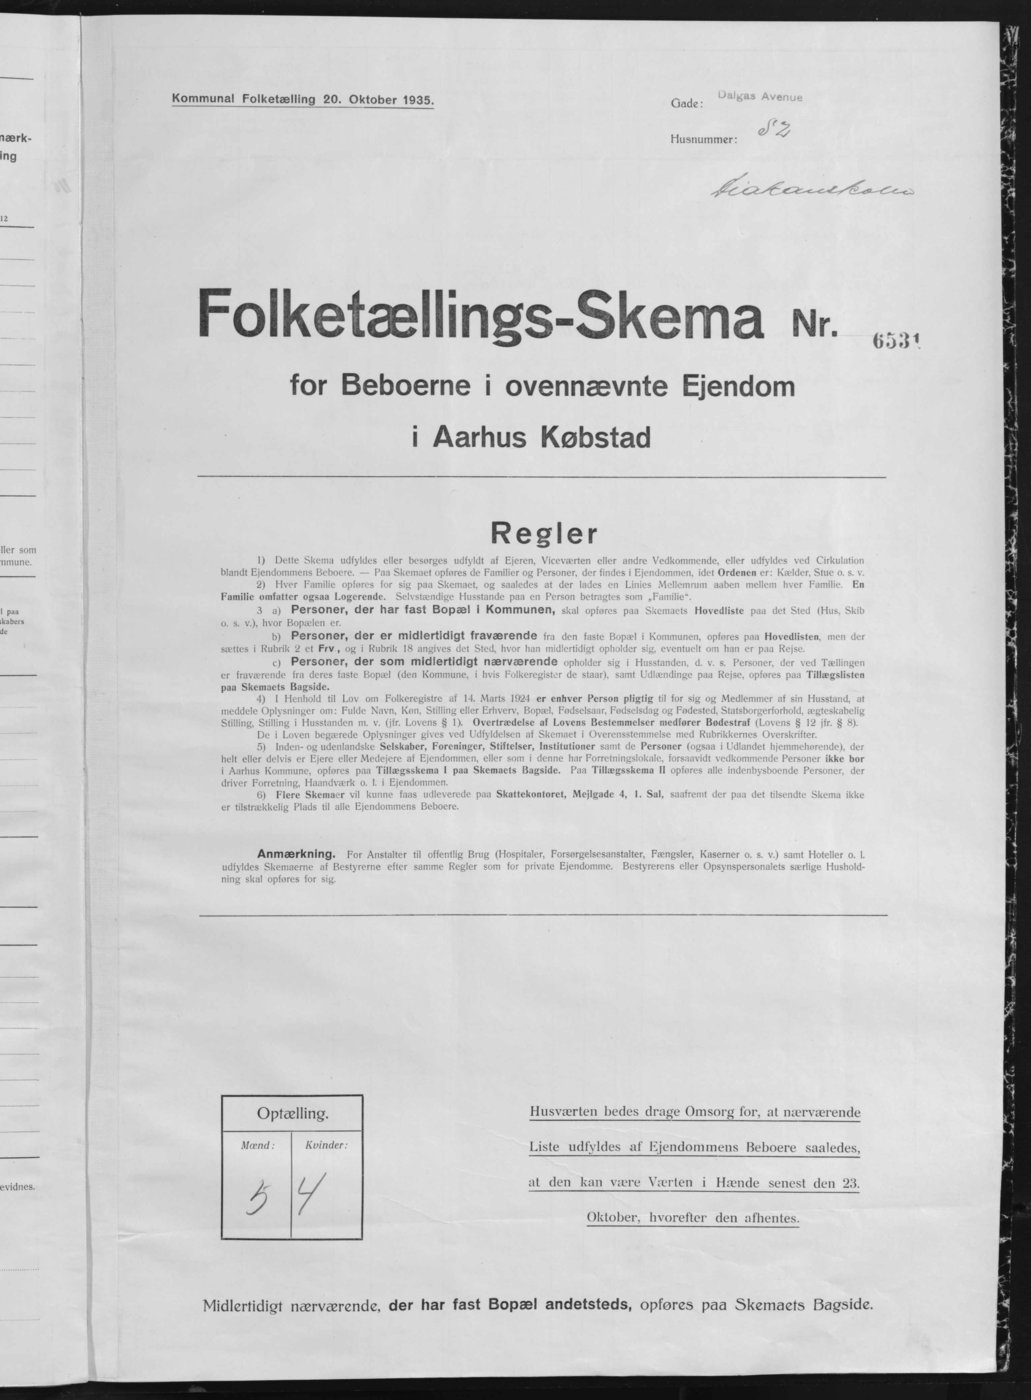 Kommunal Folketælling 20. Oktober 1935.
Gade: Dalgas Avenue
Husnummer: 52
Folketællings-Skema Nr. 6531
for Beboerne i ovennævnte Ejendom
i Aarhus Købstad
Regler
1) Dette Skema udfyldes eller besørges udfyldt af Ejeren, Viceværten eller andre Vedkommende, eller udfyldes ved Cirkulation
blandt Ejendommens Beboere. — Paa Skemaet opføres de Familier og Personer, der findes i Ejendommen, idet Ordenen er: Kælder, Stue o. s. v.
2) Hver Familie opføres for sig paa Skemaet, og saaledes at der lades en Linies Mellemrum aaben mellem hver Familie. En
Familie omfatter ogsaa Logerende. Selvstændige Husstande paa en Person betragtes som „Familie“.
3 a) Personer, der har fast Bopæl i Kommunen, skal opføres paa Skemaets Hovedliste paa det Sted (Hus, Skib
o. s. v.), hvor Bopælen er.
b) Personer, der er midlertidigt fraværende fra den faste Bopæl i Kommunen, opføres paa Hovedlisten, men der
sættes i Rubrik 2 et Frv., og i Rubrik 18 angives det Sted, hvor han midlertidigt opholder sig, eventuelt om han er paa Rejse.
c) Personer, der som midlertidigt nærværende opholder sig i Husstanden, d. v. s. Personer, der ved Tællingen
er fraværende fra deres faste Bopæl (den Kommune, i hvis Folkeregister de staar), samt Udlændinge paa Rejse, opføres paa Tillægslisten
paa Skemaets Bagside.
4) I Henhold til Lov om Folkeregistre af 14. Marts 1924 er enhver Person pligtig til for sig og Medlemmer af sin Husstand, at
meddele Oplysninger om: Fulde Navn, Køn, Stilling eller Erhverv, Bopæl, Fødselsaar, Fødselsdag og Fødested, Statsborgerforhold, ægteskabelig
Stilling, Stilling i Husstanden m. v. (jfr. Lovens § 1). Overtrædelse af Lovens Bestemmelser medfører Bødestraf (Lovens § 12 jfr. § 8).
De i Loven begærede Oplysninger gives ved Udfyldelsen af Skemaet i Overensstemmelse med Rubrikkernes Overskrifter.
5) Inden- og udenlandske Selskaber, Foreninger, Stiftelser, Institutioner samt de Personer (ogsaa i Udlandet hjemmehørende), der
helt eller delvis er Ejere eller Medejere af Ejendommen, eller som i denne har Forretningslokale, forsaavidt vedkommende Personer ikke bor
i Aarhus Kommune, opføres paa Tillægsskema I paa Skemaets Bagside. Paa Tillægsskema II opføres alle indenbysboende Personer, der
driver Forretning, Haandværk o. l. i Ejendommen.
6) Flere Skemaer vil kunne faas udleverede paa Skattekontoret, Mejlgade 4, 1. Sal, saafremt der paa det tilsendte Skema ikke
er tilstrækkelig Plads til alle Ejendommens Beboere.
Anmærkning. For Anstalter til offentlig Brug (Hospitaler, Forsørgelsesanstalter, Fængsler, Kaserner o. s. v.) samt Hoteller o. l.
udfyldes Skemaerne af Bestyrerne efter samme Regler som for private Ejendomme. Bestyrerens eller Opsynspersonalets særlige Hushold-
ning skal opføres for sig.
Optælling.
Mænd: Kvinder:
5 4
Husværten bedes drage Omsorg for, at nærværende
Liste udfyldes af Ejendommens Beboere saaledes,
at den kan være Værten i Hænde senest den 23.
Oktober, hvorefter den afhentes.
Midlertidigt nærværende, der har fast Bopæl andetsteds, opføres paa Skemaets Bagside.